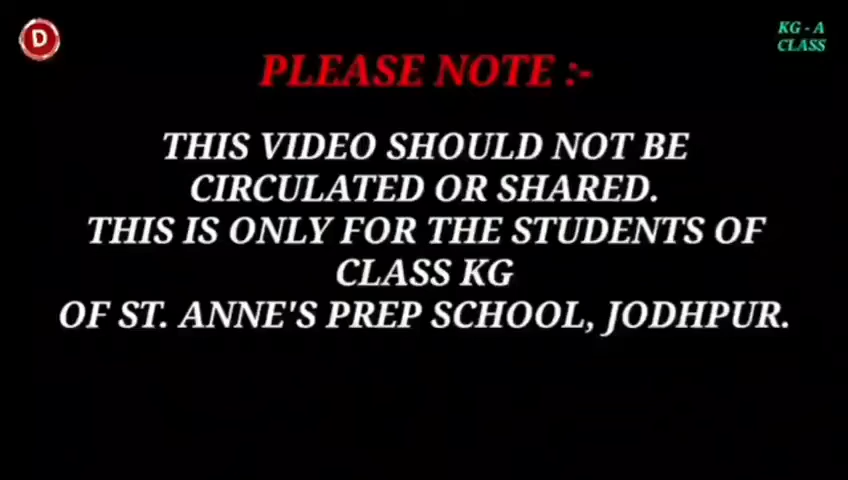 D
KG - A
CLASS
PLEASE NOTE :-
THIS VIDEO SHOULD NOT BE
CIRCULATED OR SHARED.
THIS IS ONLY FOR THE STUDENTS OF
CLASS KG
OF ST. ANNE'S PREP SCHOOL, JODHPUR.